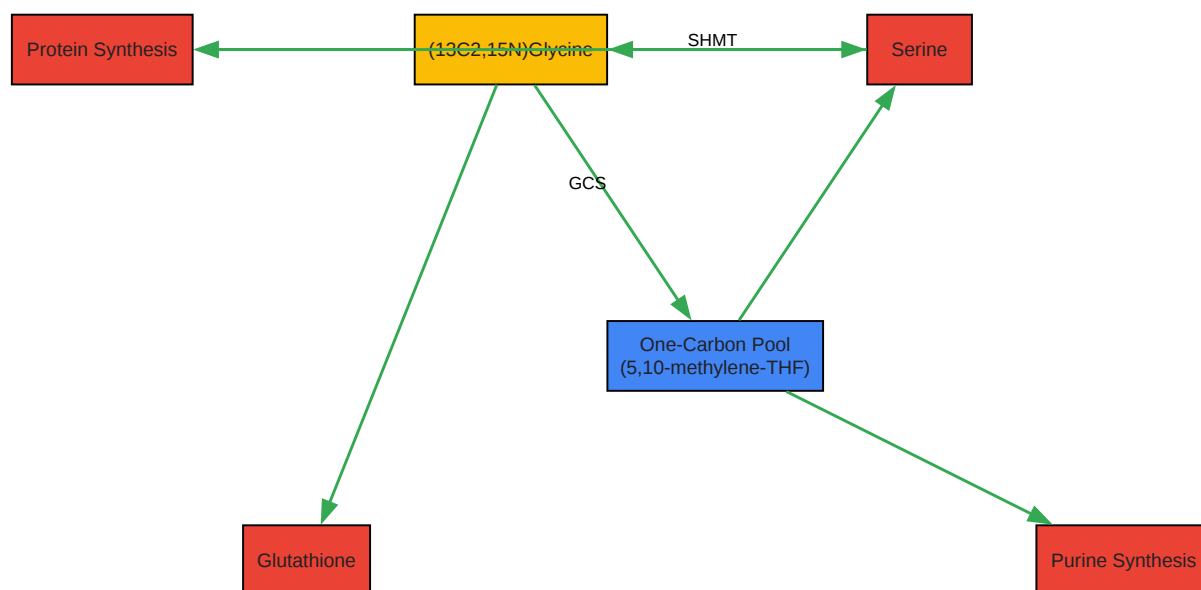 Protein Synthesis
(13C2,15N)Glycine
SHMT
Serine
GCS
One-Carbon Pool
(5,10-methylene-THF)
Glutathione
Purine Synthesis